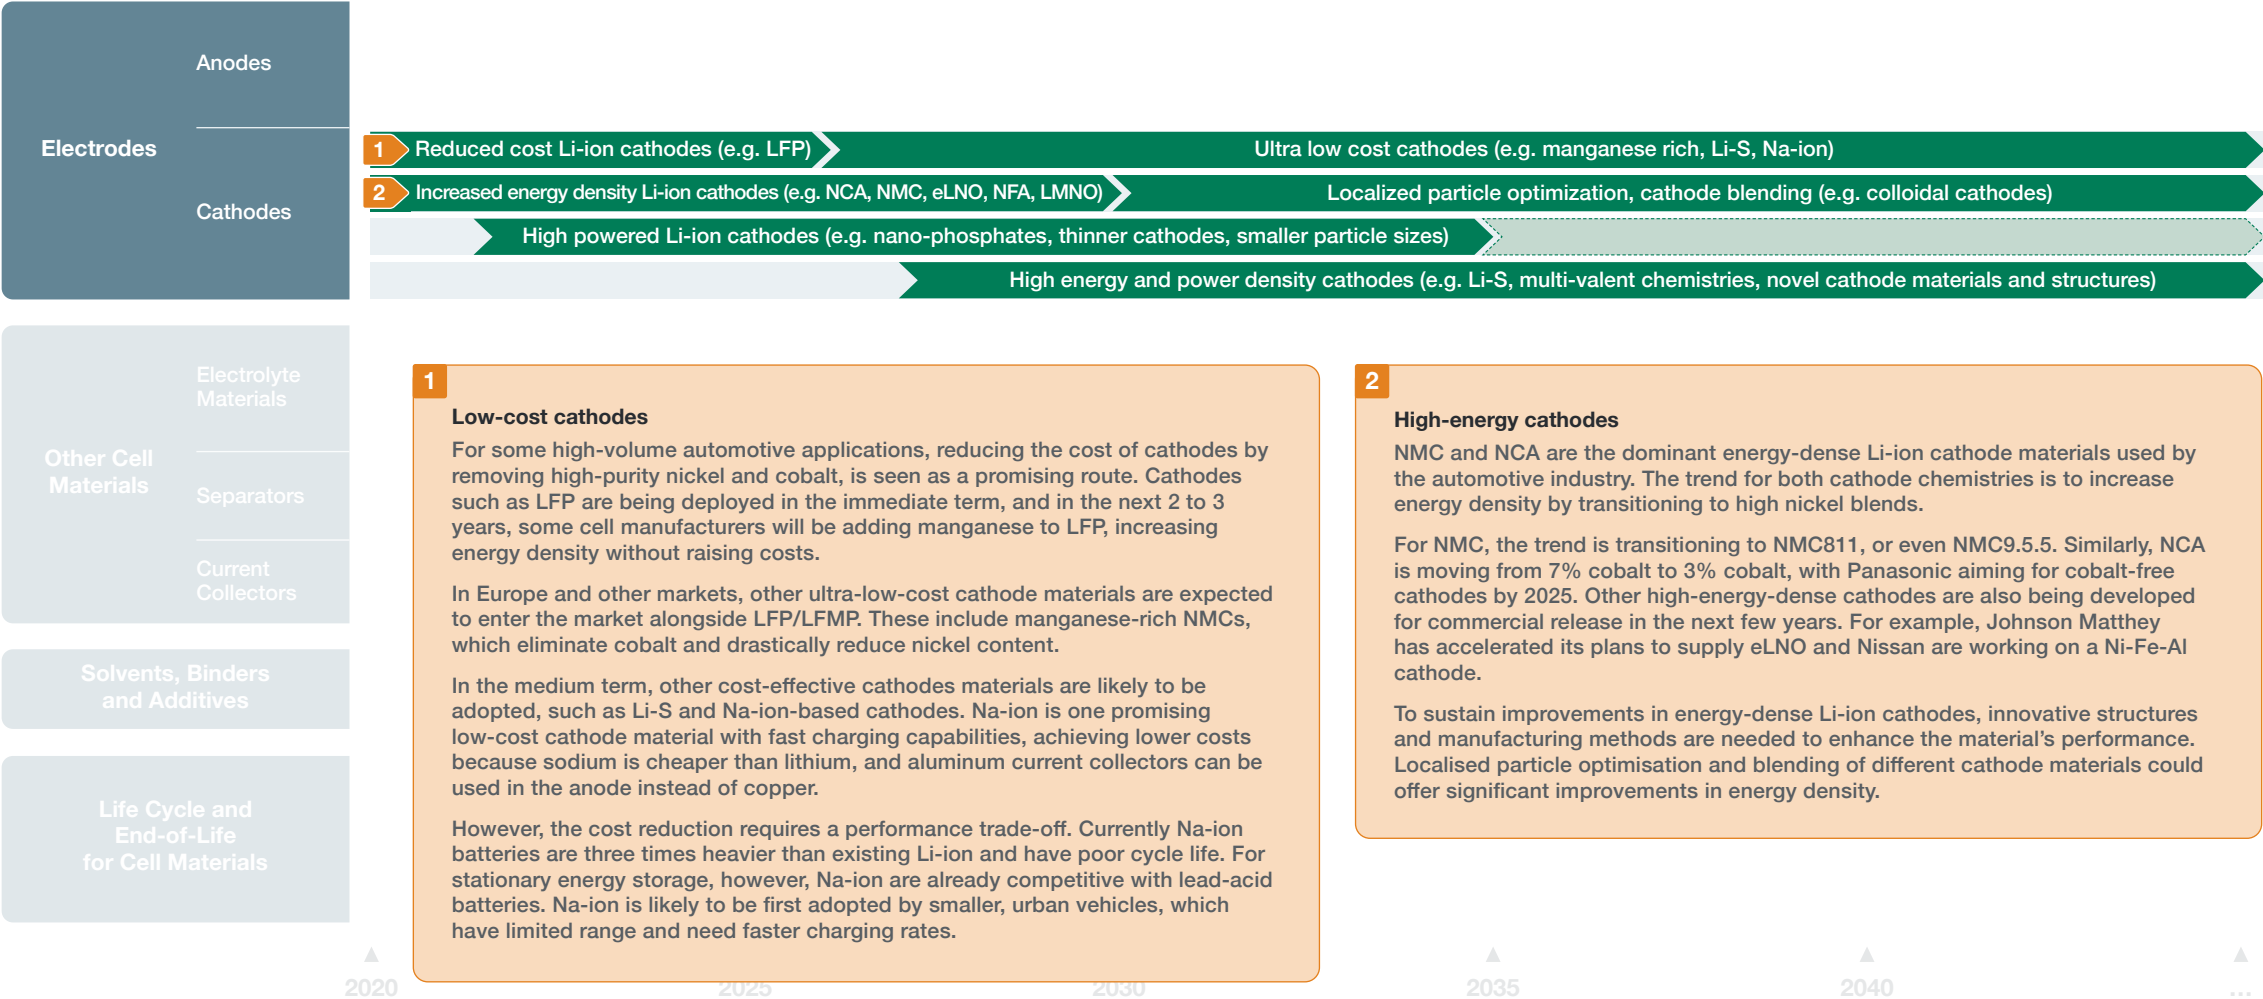 Anodes
Electrodes
Cathodes
1 Reduced cost Li-ion cathodes (e.g. LFP)
Ultra low cost cathodes (e.g. manganese rich, Li-S, Na-ion)
2 Increased energy density Li-ion cathodes (e.g. NCA, NMC, eLNO, NFA, LMNO)
Localized particle optimization, cathode blending (e.g. colloidal cathodes)
High powered Li-ion cathodes (e.g. nano-phosphates, thinner cathodes, smaller particle sizes)
High energy and power density cathodes (e.g. Li-S, multi-valent chemistries, novel cathode materials and structures)
Other Cell
Materials
Electrolyte
Materials
Separators
Current
Collectors
Solvents, Binders
and Additives
Life Cycle and
End-of-Life
for Cell Materials
1
Low-cost cathodes
For some high-volume automotive applications, reducing the cost of cathodes by
removing high-purity nickel and cobalt, is seen as a promising route. Cathodes
such as LFP are being deployed in the immediate term, and in the next 2 to 3
years, some cell manufacturers will be adding manganese to LFP, increasing
energy density without raising costs.
In Europe and other markets, other ultra-low-cost cathode materials are expected
to enter the market alongside LFP/LFMP. These include manganese-rich NMCs,
which eliminate cobalt and drastically reduce nickel content.
In the medium term, other cost-effective cathodes materials are likely to be
adopted, such as Li-S and Na-ion-based cathodes. Na-ion is one promising
low-cost cathode material with fast charging capabilities, achieving lower costs
because sodium is cheaper than lithium, and aluminum current collectors can be
used in the anode instead of copper.
However, the cost reduction requires a performance trade-off. Currently Na-ion
batteries are three times heavier than existing Li-ion and have poor cycle life. For
stationary energy storage, however, Na-ion are already competitive with lead-acid
batteries. Na-ion is likely to be first adopted by smaller, urban vehicles, which
have limited range and need faster charging rates.
2
High-energy cathodes
NMC and NCA are the dominant energy-dense Li-ion cathode materials used by
the automotive industry. The trend for both cathode chemistries is to increase
energy density by transitioning to high nickel blends.
For NMC, the trend is transitioning to NMC811, or even NMC9.5.5. Similarly, NCA
is moving from 7% cobalt to 3% cobalt, with Panasonic aiming for cobalt-free
cathodes by 2025. Other high-energy-dense cathodes are also being developed
for commercial release in the next few years. For example, Johnson Matthey
has accelerated its plans to supply eLNO and Nissan are working on a Ni-Fe-Al
cathode.
To sustain improvements in energy-dense Li-ion cathodes, innovative structures
and manufacturing methods are needed to enhance the material's performance.
Localised particle optimisation and blending of different cathode materials could
offer significant improvements in energy density.
2020 2025 2030 2035 2040 ...